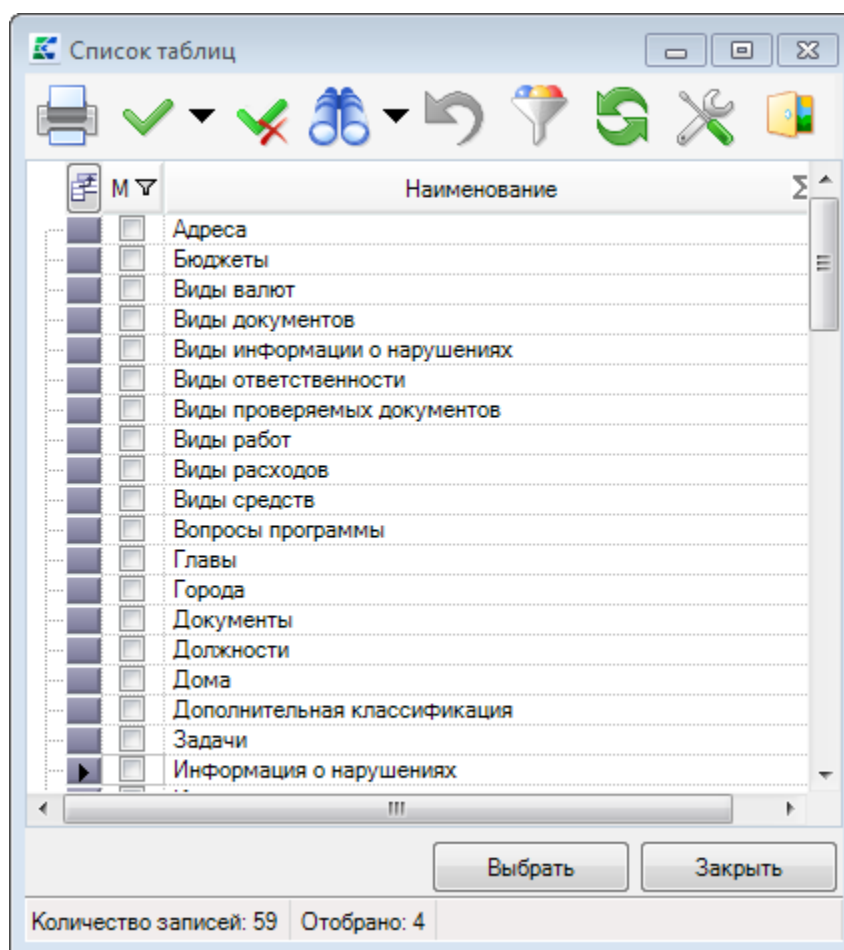 Список таблиц
М Наименование Σ
Адреса
Бюджеты
Виды валют
Виды документов
Виды информации о нарушениях
Виды ответственности
Виды проверяемых документов
Виды работ
Виды расходов
Виды средств
Вопросы программы
Главы
Города
Документы
Должности
Дома
Дополнительная классификация
Задачи
Информация о нарушениях
Выбрать Закрыть
Количество записей: 59 Отобрано: 4